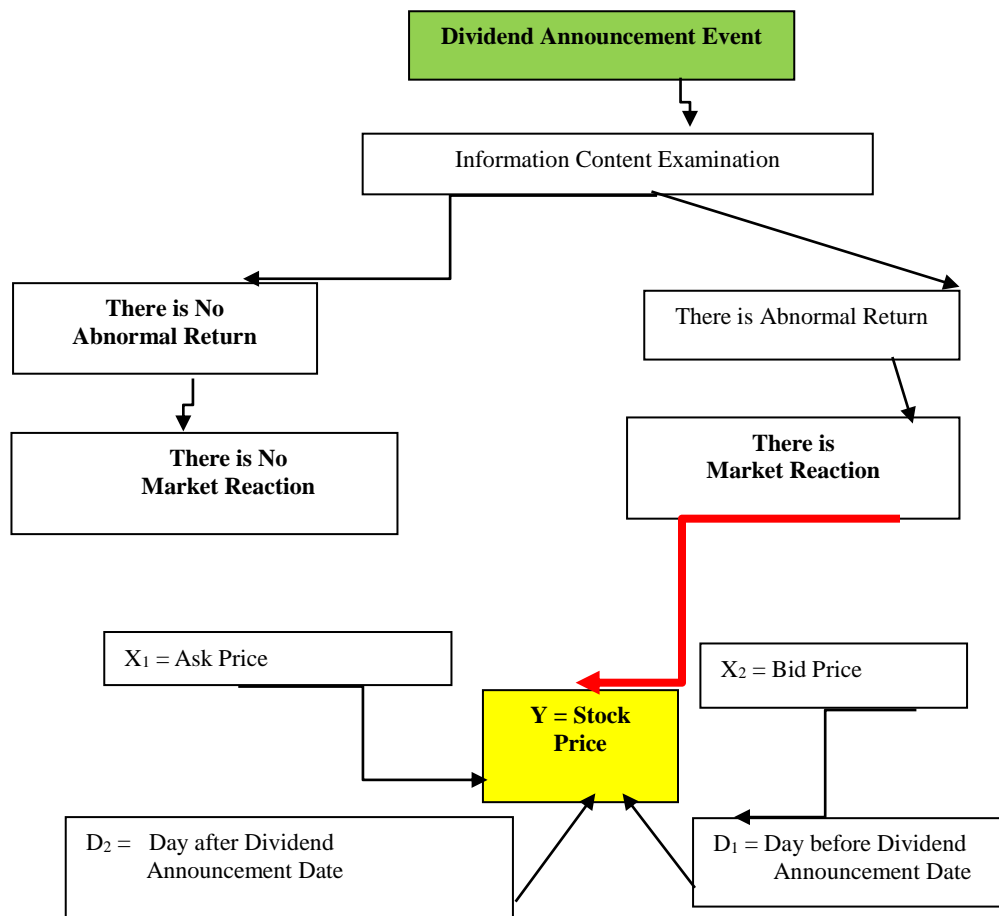 Dividend Announcement Event
Information Content Examination
There is No
Abnormal Return
There is Abnormal Return
There is No
Market Reaction
There is
Market Reaction
X₁ = Ask Price
X₂ = Bid Price
Y = Stock
Price
D₂ = Day after Dividend
Announcement Date
D₁ = Day before Dividend
Announcement Date